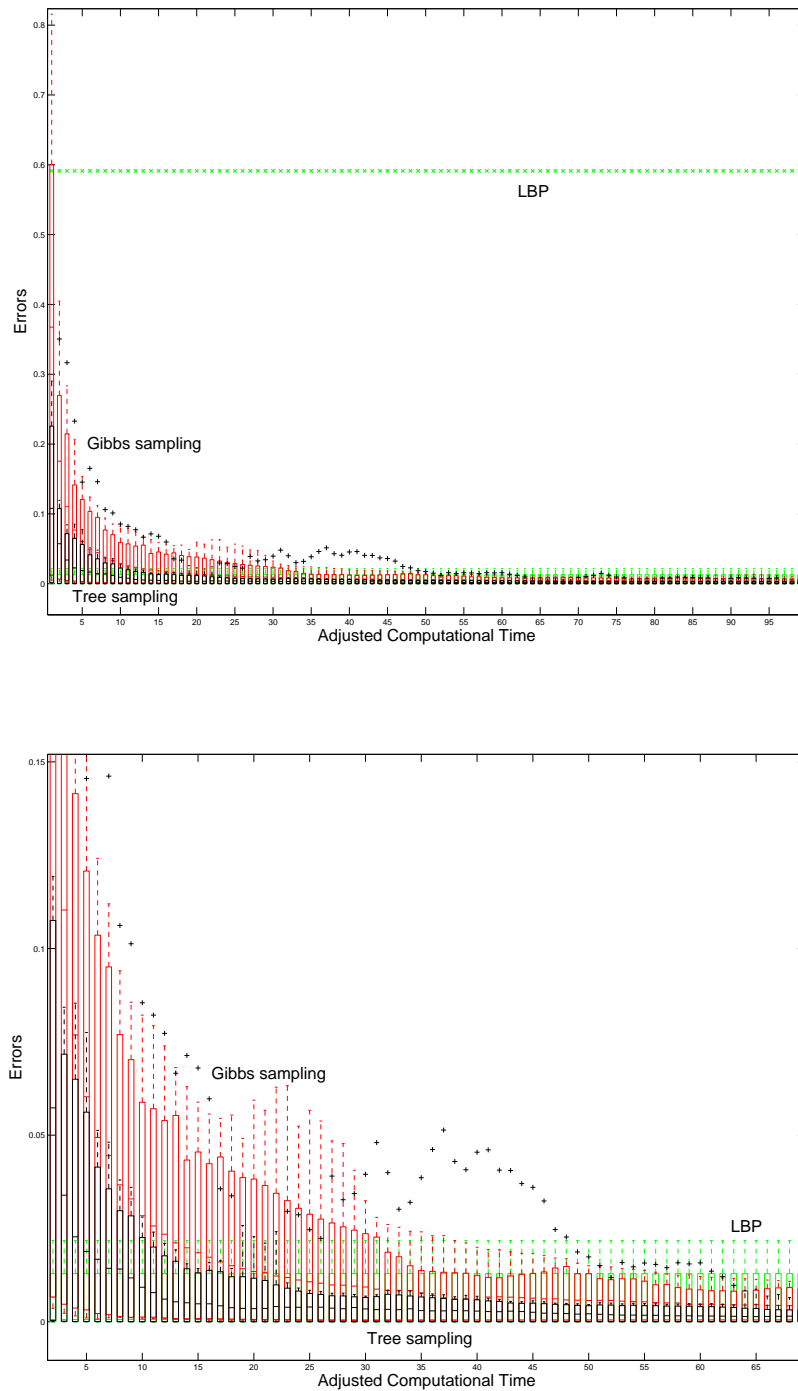 0.8
0.7
0.6
LBP
0.5
Errors
0.4
0.3
0.2
Gibbs sampling
0.1
0
Tree sampling
5 10 15 20 25 30 35 40 45 50 55 60 65 70 75 80 85 90 95
Adjusted Computational Time
0.15
0.1
Errors
Gibbs sampling
0.05
LBP
0
Tree sampling
5 10 15 20 25 30 35 40 45 50 55 60 65
Adjusted Computational Time